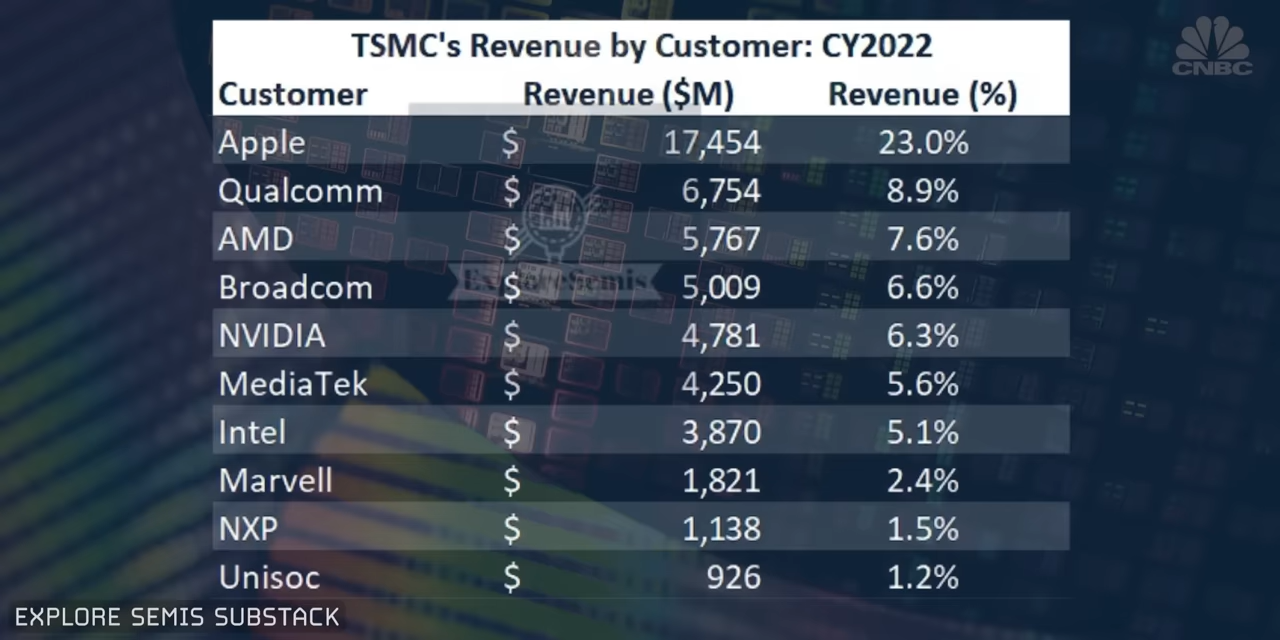 TSMC's Revenue by Customer: CY2022
CNBC
Customer Revenue ($M) Revenue (%)
Apple $ 17,454 23.0%
Qualcomm $ 6,754 8.9%
AMD $ 5,767 7.6%
Broadcom $ 5,009 6.6%
ExploreSemis
NVIDIA $ 4,781 6.3%
MediaTek $ 4,250 5.6%
Intel $ 3,870 5.1%
Marvell $ 1,821 2.4%
NXP $ 1,138 1.5%
Unisoc $ 926 1.2%
EXPLORE SEMIS SUBSTACK